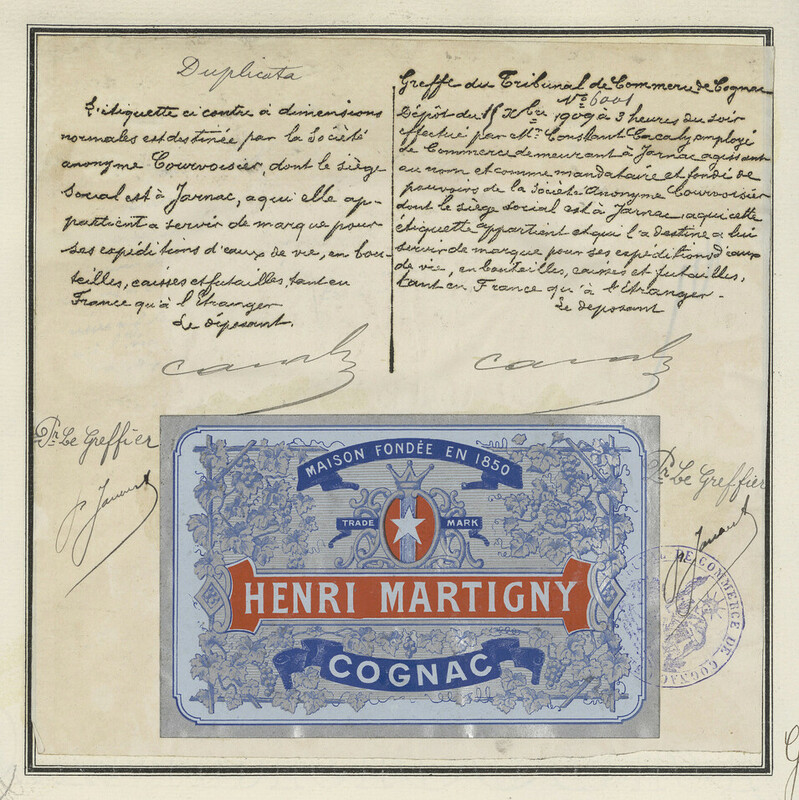 Duplicata
L'étiquette ci contre à dimensions
normales est destinée par la Société
anonyme Courvoisier, dont le siège
social est à Jarnac, a qui elle ap-
partient a servir de marque pour
ses expéditions d'eaux de vie, en bou-
teilles, caisses et futailles, tant en
France qu'à l'étranger
Le déposant.
Greffe du Tribunal de Commerce de Cognac
No 6001
Dépôt du 15 Xbre 1909 à 3 heures du soir
effectué par Mr. Constant Cacaly, employé
de Commerce demeurant à Jarnac agissant
au nom et comme mandataire et fondé de
pouvoirs de la Société Anonyme Courvoisier
dont le siège social est à Jarnac, a qui cette
étiquette appartient et qui l'a destine a lui
servir de marque pour ses expéditions d'eaux
de vie, en bouteilles, caisses et futailles,
tant en France qu'à l'étranger.
Le déposant
Pr Le Greffier
Pr Le Greffier
MAISON FONDÉE EN 1850
TRADE MARK
HENRI MARTIGNY
COGNAC
DE COMMERCE DE COGNAC